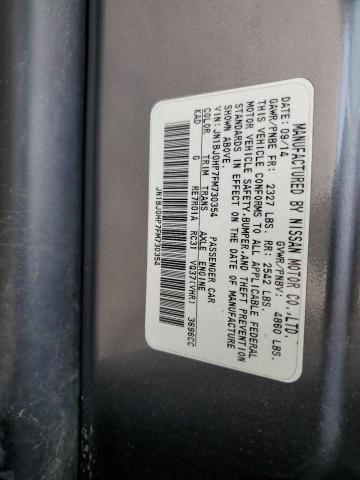 MANUFACTURED BY NISSAN MOTOR CO.,LTD.
DATE: 09/14 GVWR/PNBV: 4860 LBS.
GAWR/PNBE FR: 2327 LBS. RR: 2542 LBS.
THIS VEHICLE CONFORMS TO ALL APPLICABLE FEDERAL
MOTOR VEHICLE SAFETY,BUMPER,AND THEFT PREVENTION
STANDARDS IN EFFECT ON THE DATE OF MANUFACTURE
SHOWN ABOVE.
VIN: JN1BJ0HP7FM730354 PASSENGER CAR
COLOR TRIM TRANS AXLE ENGINE
KAD G RE7R01A RC31 VQ37(VHR) 3696CC
JN1BJ0HP7FM730354